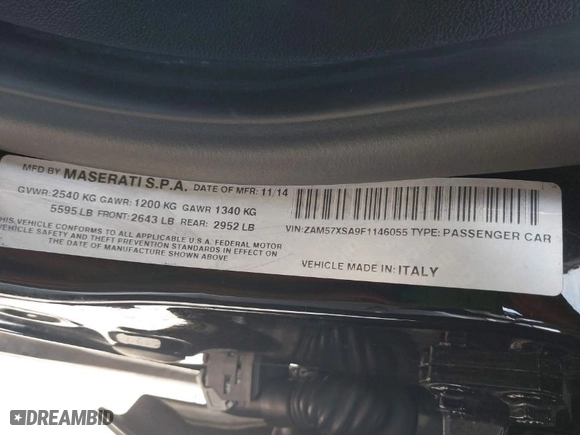 MFD BY MASERATI S.P.A. DATE OF MFR: 11/14
GVWR: 2540 KG GAWR: 1200 KG GAWR 1340 KG
5595 LB FRONT: 2643 LB REAR: 2952 LB
THIS VEHICLE CONFORMS TO ALL APPLICABLE U.S.A. FEDERAL MOTOR
VEHICLE SAFETY AND THEFT PREVENTION STANDARDS IN EFFECT ON
THE DATE OF MANUFACTURE SHOWN ABOVE
VIN: ZAM57XSA9F1146055 TYPE: PASSENGER CAR
VEHICLE MADE IN: ITALY
DREAMBID